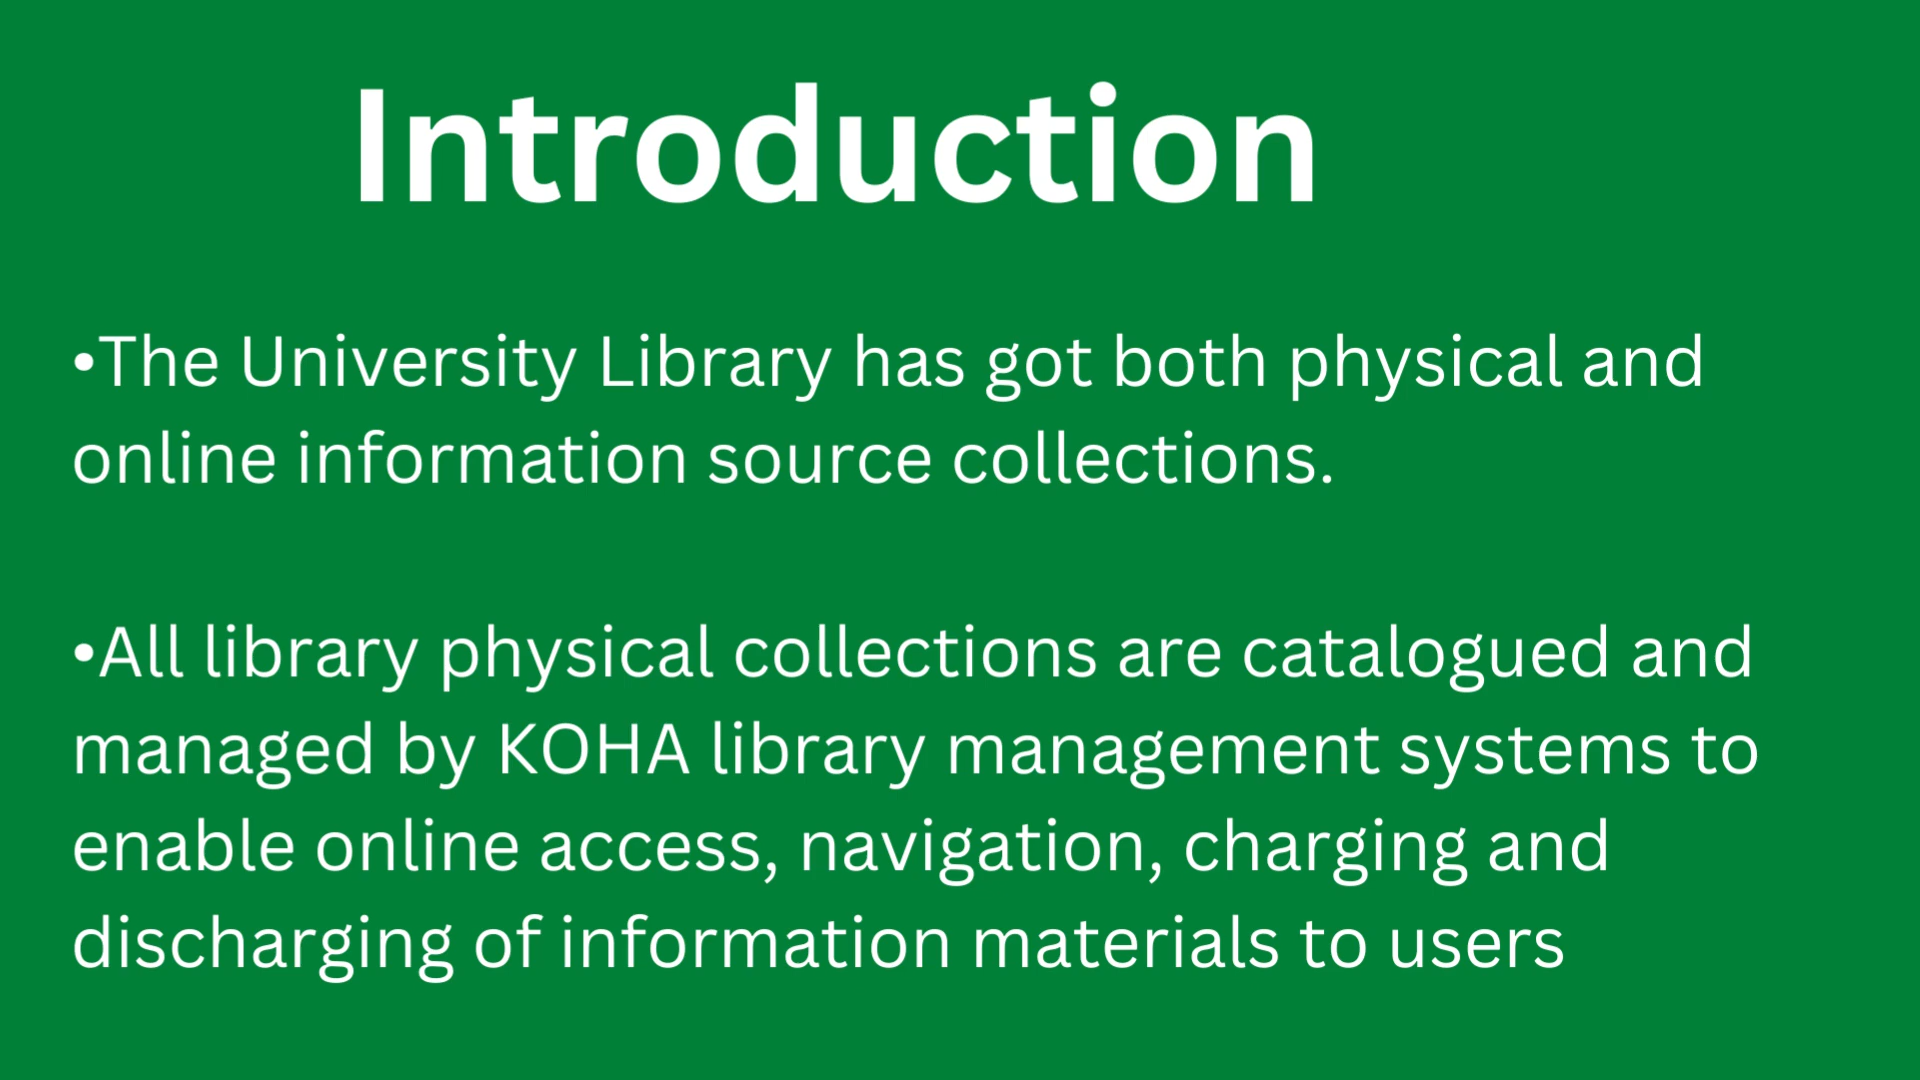 Introduction
•The University Library has got both physical and
online information source collections.
•All library physical collections are catalogued and
managed by KOHA library management systems to
enable online access, navigation, charging and
discharging of information materials to users